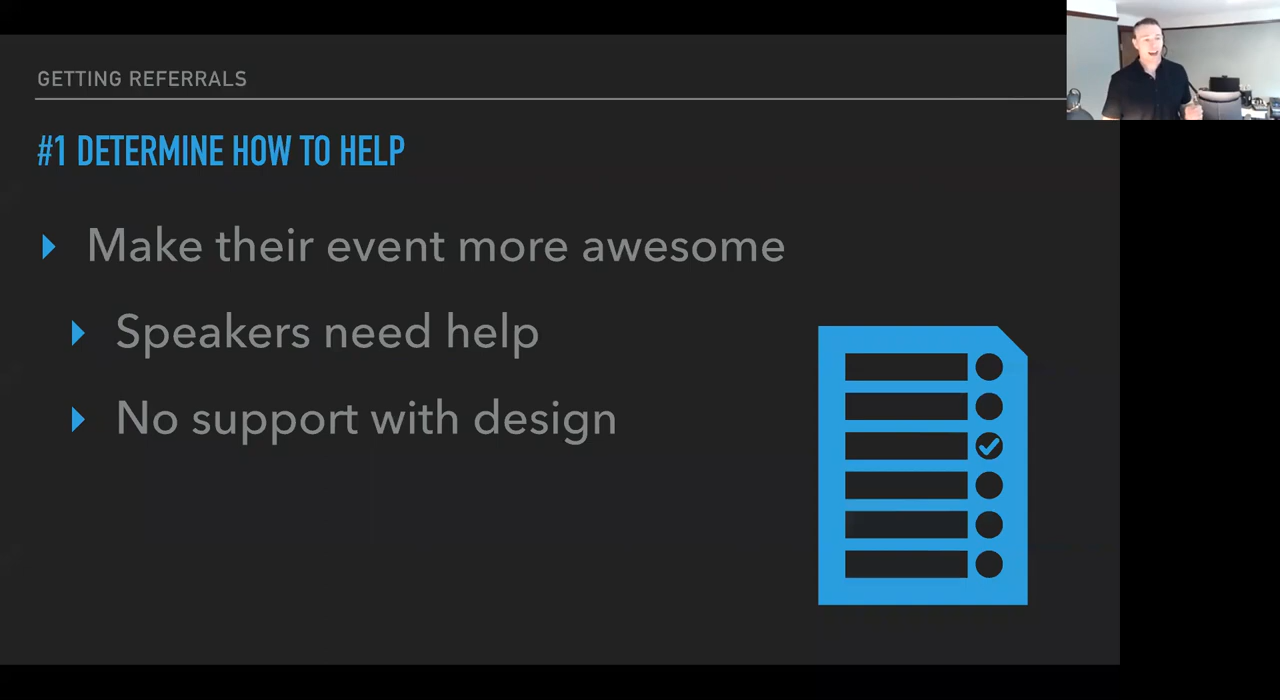 GETTING REFERRALS
#1 DETERMINE HOW TO HELP
Make their event more awesome
Speakers need help
No support with design